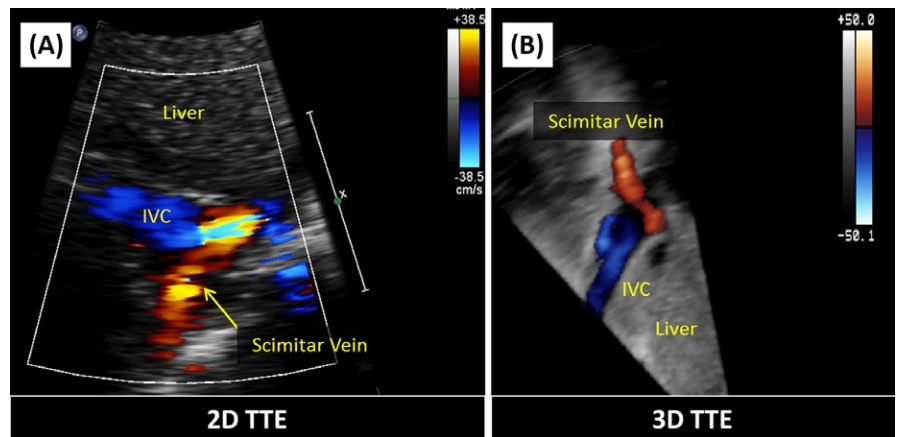 (A)
P
+38.5
-38.5
cm/s
Liver
IVC
x
Scimitar Vein
2D TTE
(B)
+50.0
-50.1
Scimitar Vein
IVC
Liver
3D TTE